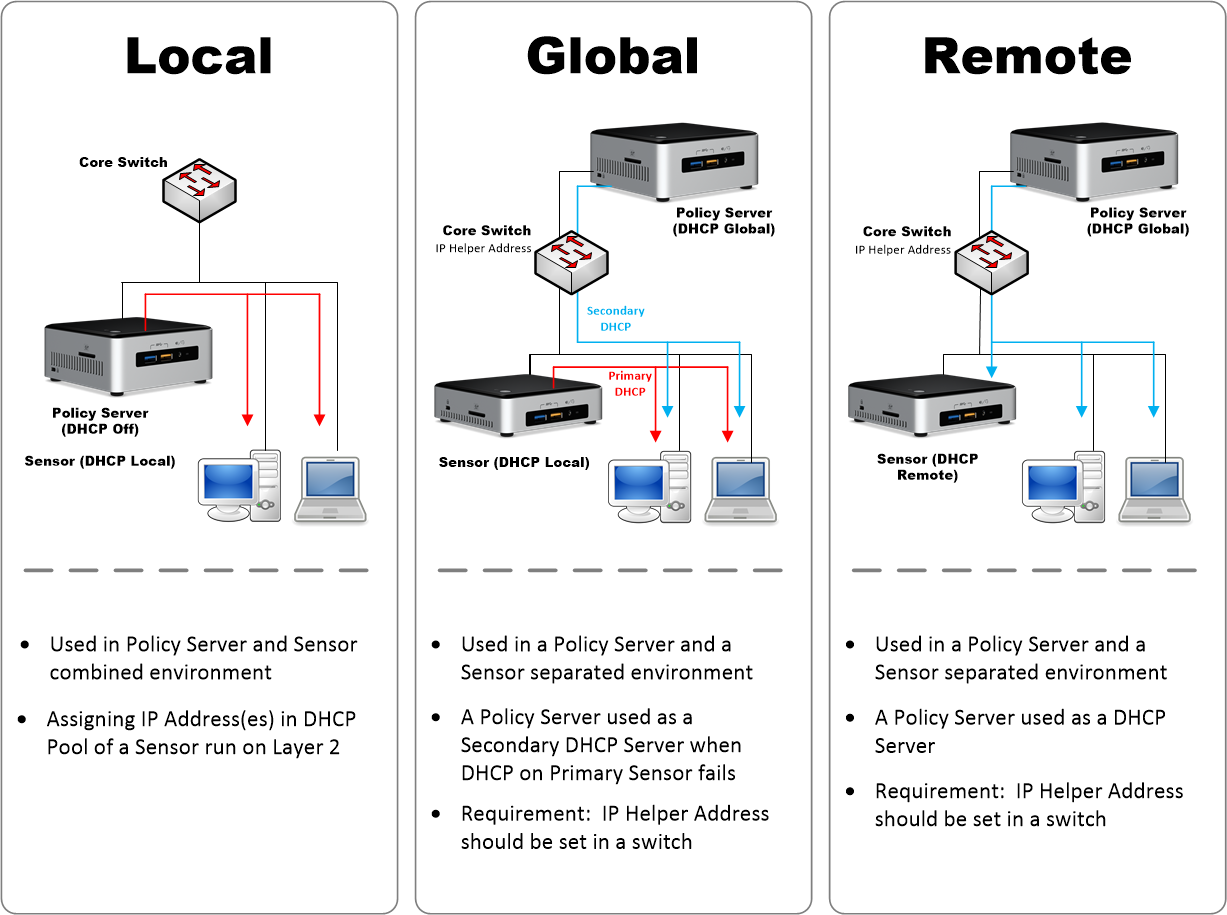 Local
Core Switch
Policy Server
(DHCP Off)
Sensor (DHCP Local)
• Used in Policy Server and Sensor
combined environment
• Assigning IP Address(es) in DHCP
Pool of a Sensor run on Layer 2
Global
Policy Server
(DHCP Global)
Core Switch
IP Helper Address
Secondary
DHCP
Primary
DHCP
Sensor (DHCP Local)
• Used in a Policy Server and a
Sensor separated environment
• A Policy Server used as a
Secondary DHCP Server when
DHCP on Primary Sensor fails
• Requirement:  IP Helper Address
should be set in a switch
Remote
Policy Server
(DHCP Global)
Core Switch
IP Helper Address
Sensor (DHCP
Remote)
• Used in a Policy Server and a
Sensor separated environment
• A Policy Server used as a DHCP
Server
• Requirement:  IP Helper Address
should be set in a switch